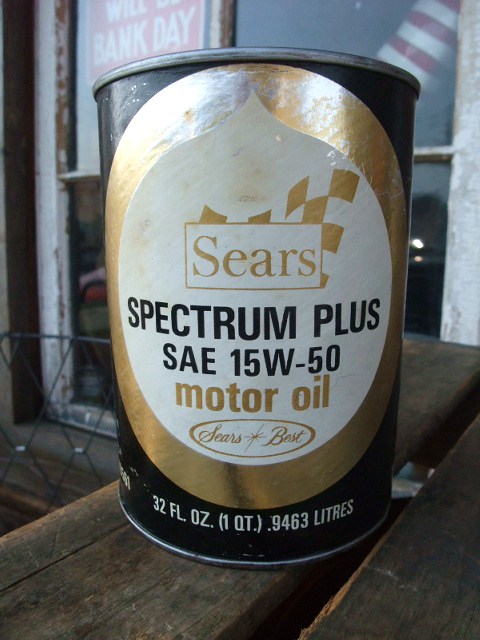 WILL BE
BANK DAY
Sears
SPECTRUM PLUS
SAE 15W-50
motor oil
Sears Best
32 FL. OZ. (1 QT.) .9463 LITRES